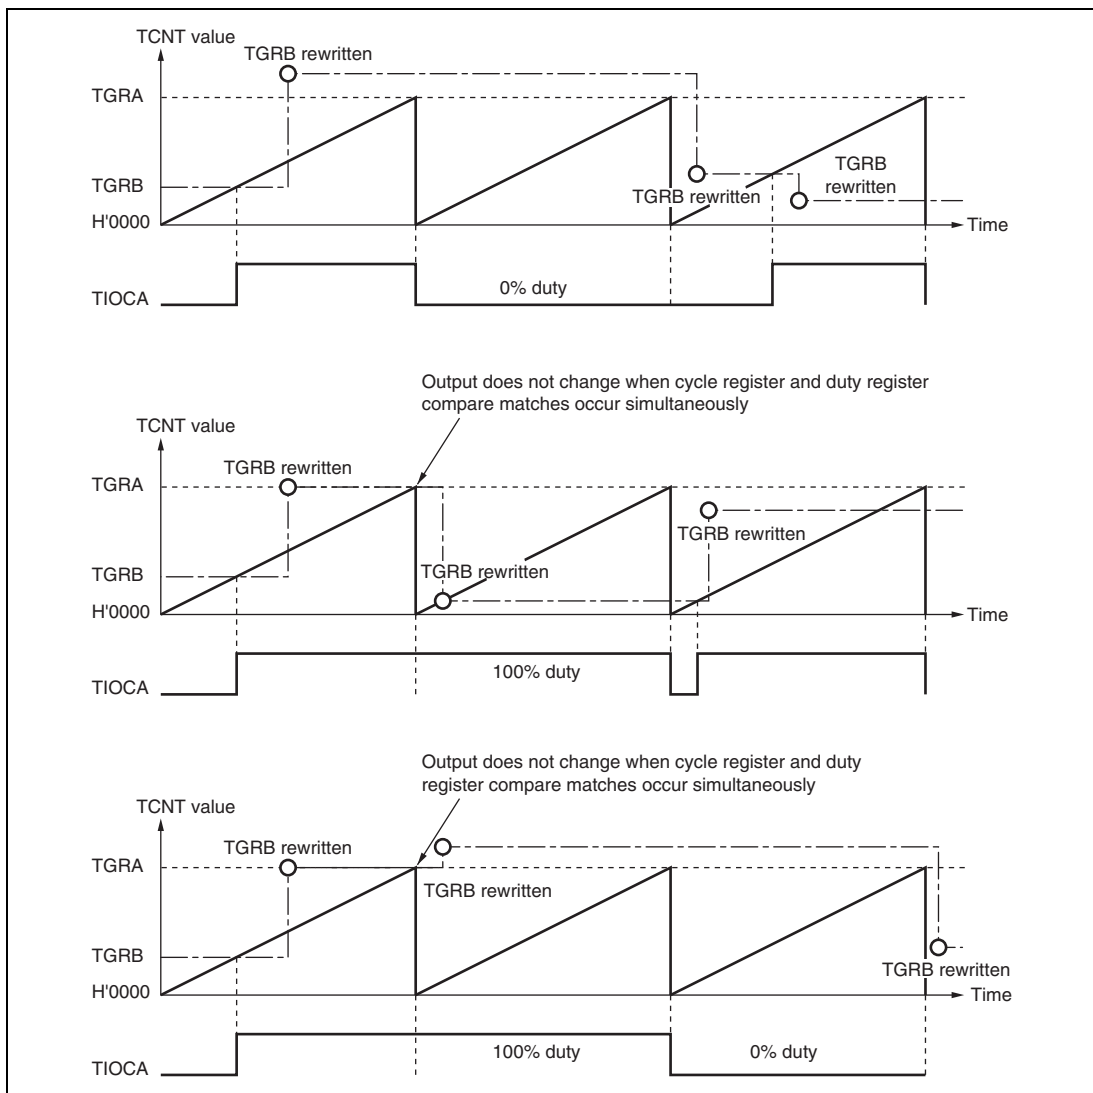 TCNT value
TGRB rewritten
TGRA
TGRB
TGRB
rewritten
TGRB rewritten
H'0000
Time
0% duty
TIOCA
Output does not change when cycle register and duty register
compare matches occur simultaneously
TCNT value
TGRB rewritten
TGRA
TGRB rewritten
TGRB
TGRB rewritten
H'0000
Time
100% duty
TIOCA
Output does not change when cycle register and duty
register compare matches occur simultaneously
TCNT value
TGRB rewritten
TGRA
TGRB rewritten
TGRB
TGRB rewritten
H'0000
Time
100% duty
0% duty
TIOCA